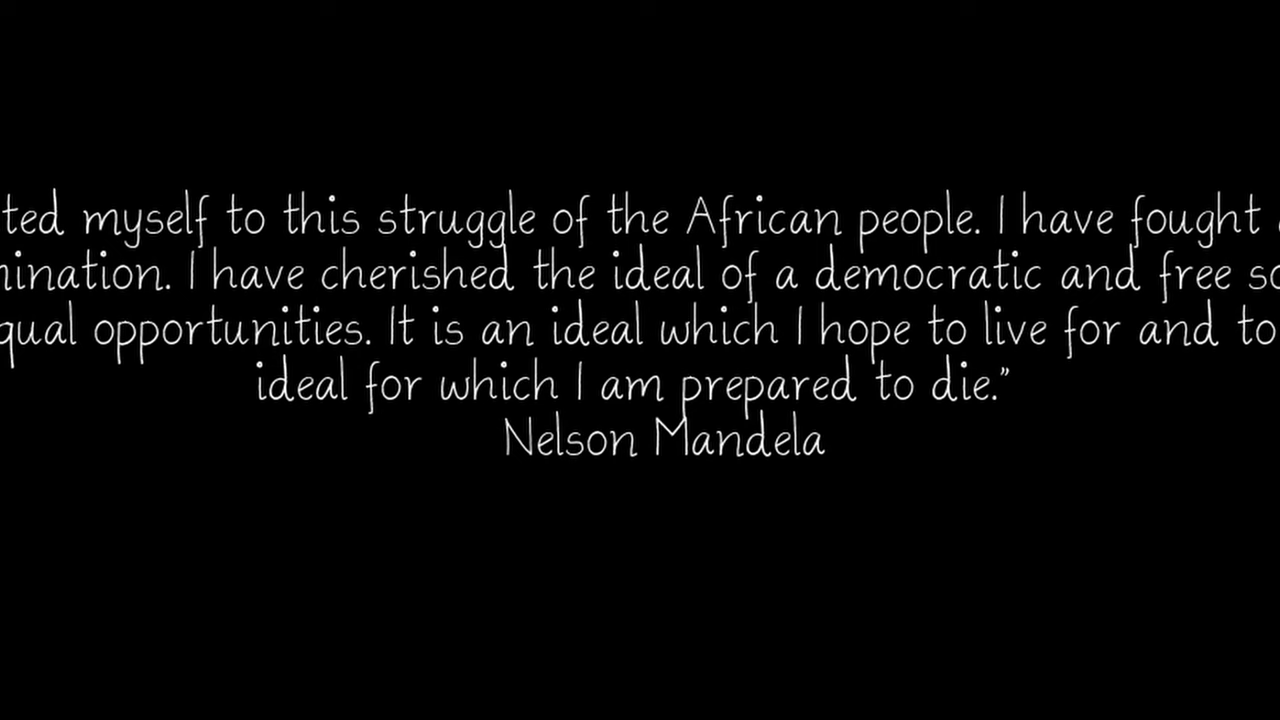 ted myself to this struggle of the African people. I have fought
mination. I have cherished the ideal of a democratic and free so
qual opportunities. It is an ideal which I hope to live for and to
ideal for which I am prepared to die."
Nelson Mandela